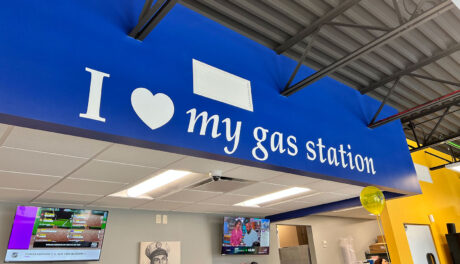 I ♥ my gas station